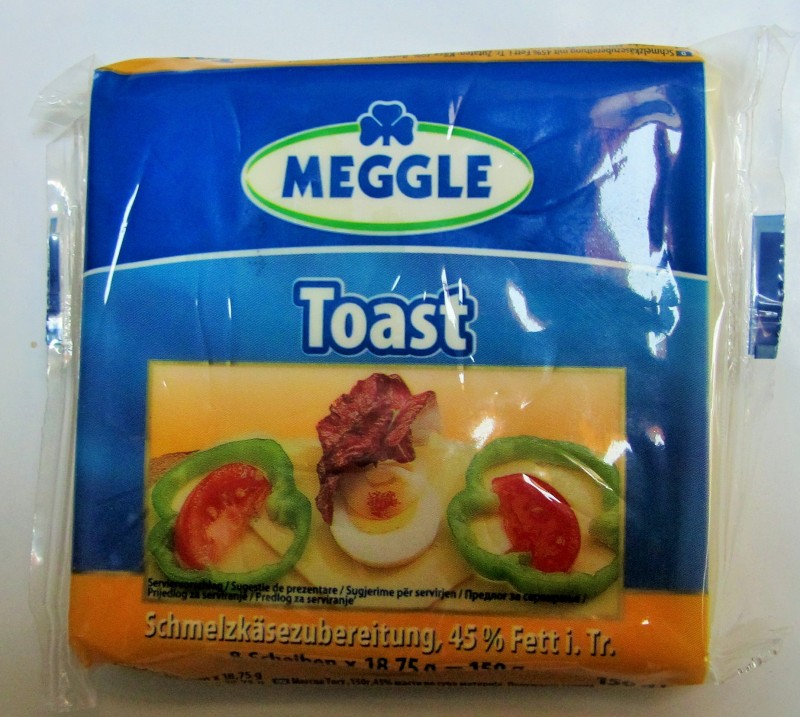 MEGGLE
Toast
Serviervorschlag / Sugestie de prezentare / Sugjerime për servirjen / Предлог за сервирање /
Prijedlog za serviranje / Predlog za serviranje
Schmelzkäsezubereitung, 45 % Fett i. Tr.
8 Scheiben x 18,75 g = 150 g